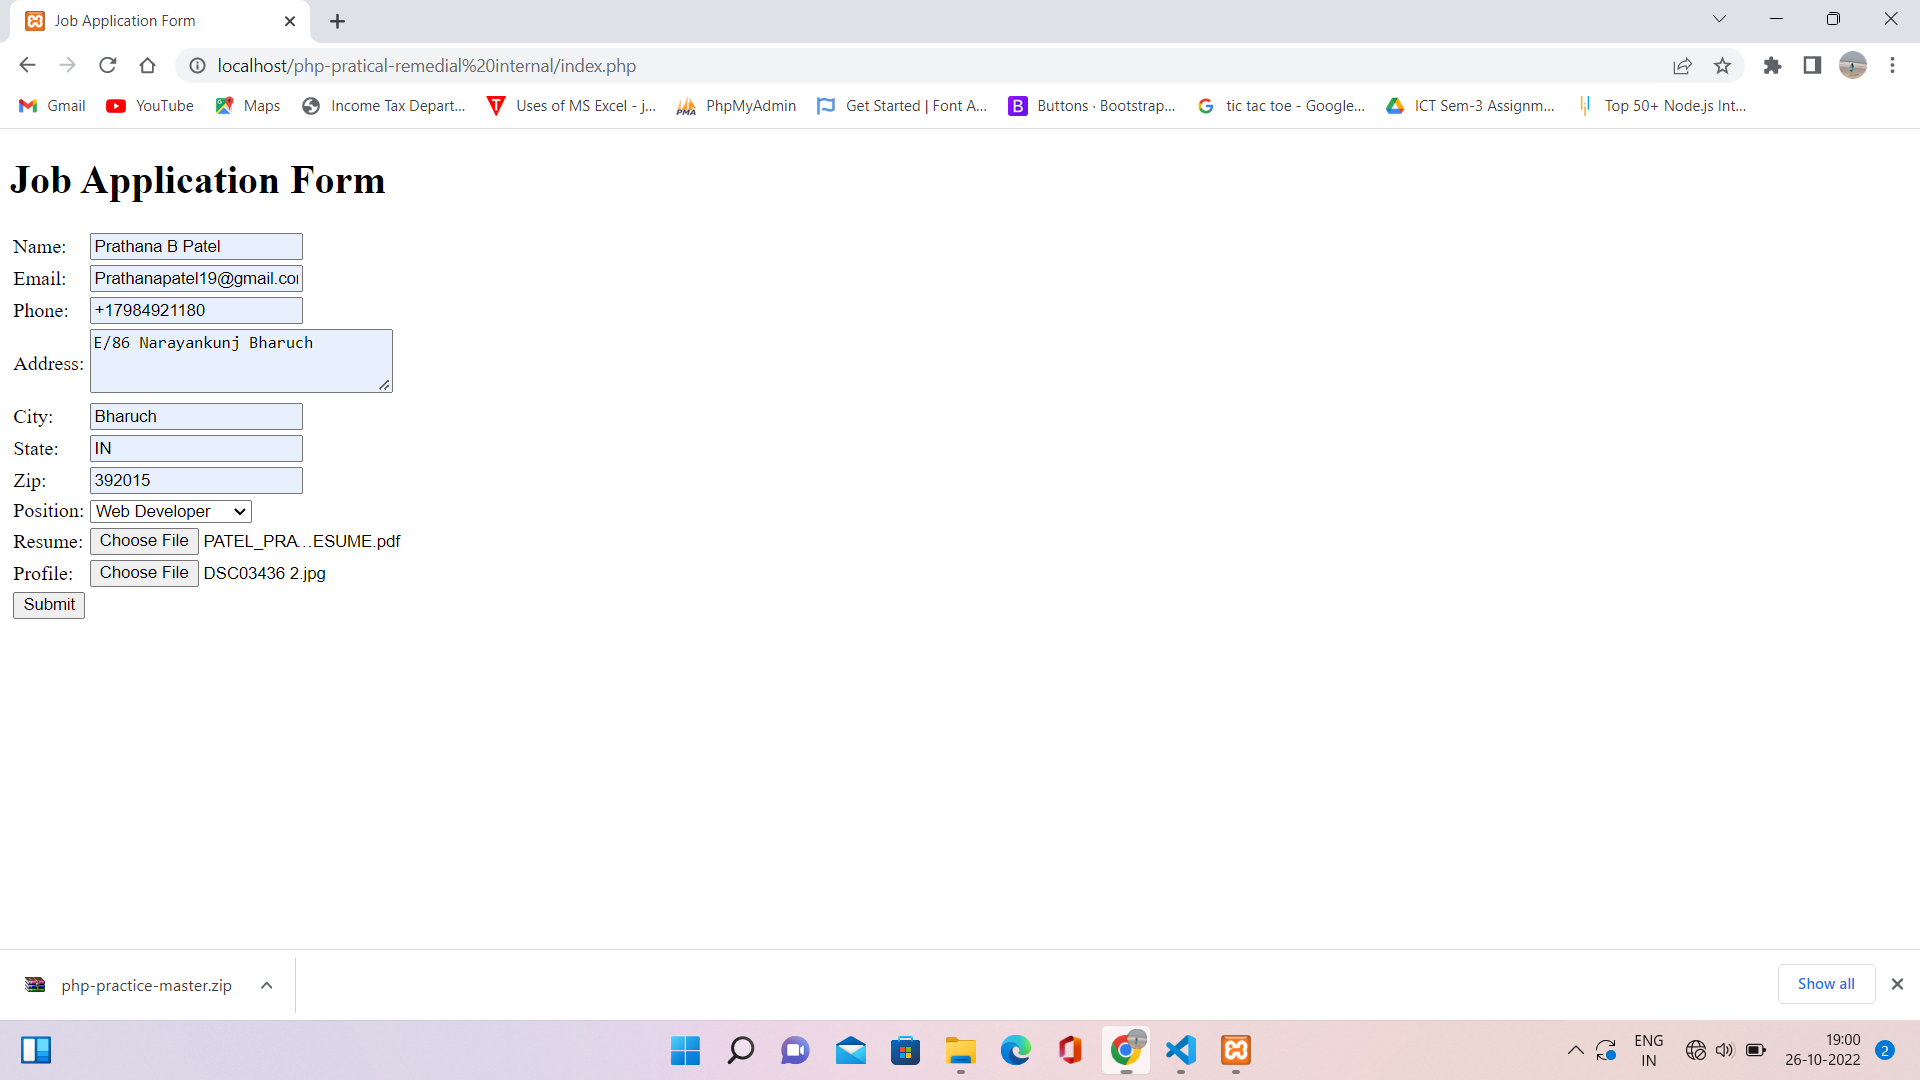 Job Application Form
localhost/php-pratical-remedial%20internal/index.php
Gmail YouTube Maps Income Tax Depart... Uses of MS Excel - j... PhpMyAdmin Get Started | Font A... Buttons · Bootstrap... tic tac toe - Google... ICT Sem-3 Assignm... Top 50+ Node.js Int...
Job Application Form
Name: Prathana B Patel
Email: Prathanapatel19@gmail.co
Phone: +17984921180
Address: E/86 Narayankunj Bharuch
City: Bharuch
State: IN
Zip: 392015
Position: Web Developer
Resume: Choose File PATEL_PRA...ESUME.pdf
Profile: Choose File DSC03436 2.jpg
Submit
php-practice-master.zip Show all
ENG 19:00
IN 26-10-2022 2